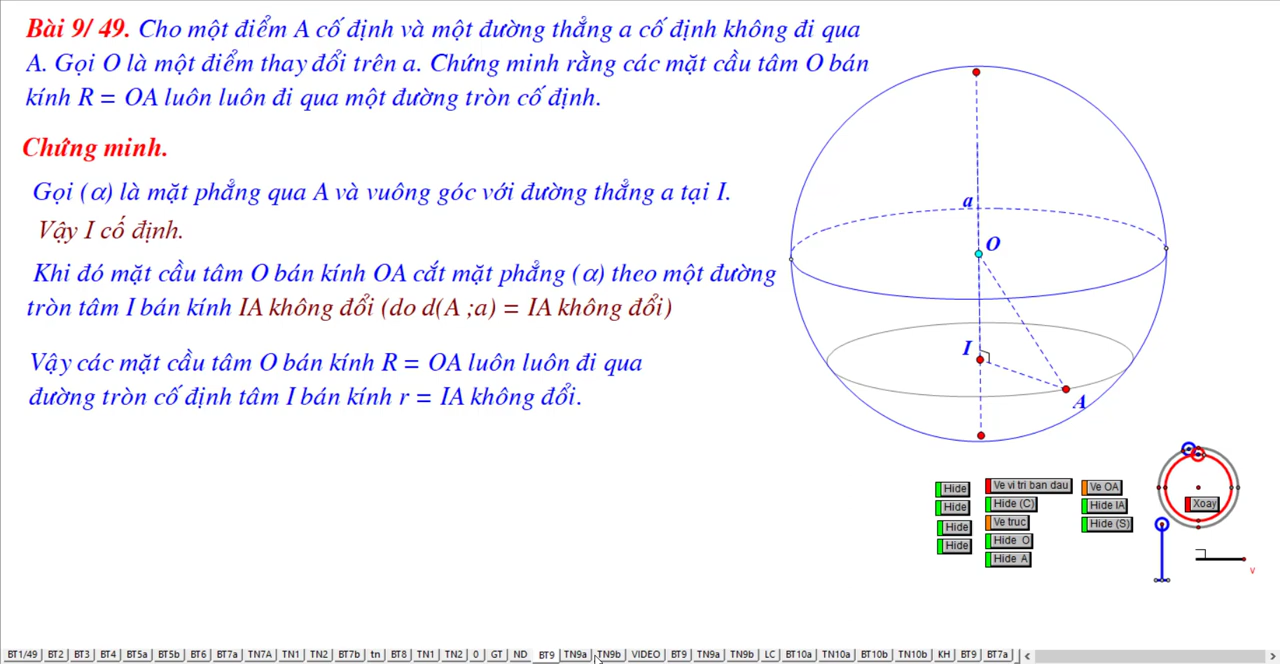 Bài 9/ 49. Cho một điểm A cố định và một đường thẳng a cố định không đi qua
A. Gọi O là một điểm thay đổi trên a. Chứng minh rằng các mặt cầu tâm O bán
kính R = OA luôn luôn đi qua một đường tròn cố định.
Chứng minh.
Gọi (α) là mặt phẳng qua A và vuông góc với đường thẳng a tại I.
Vậy I cố định.
Khi đó mặt cầu tâm O bán kính OA cắt mặt phẳng (α) theo một đường
tròn tâm I bán kính IA không đổi (do d(A ;a) = IA không đổi)
Vậy các mặt cầu tâm O bán kính R = OA luôn luôn đi qua
đường tròn cố định tâm I bán kính r = IA không đổi.
a
O
I
A
Hide
Hide
Hide
Hide
Ve vi tri ban dau
Hide (C)
Ve truc
Hide O
Hide A
Ve OA
Hide IA
Hide (S)
Xoay
v
BT1/49 BT2 BT3 BT4 BT5a BT5b BT6 BT7a TN7A TN1 TN2 BT7b tn BT8 TN1 TN2 0 GT ND BT9 TN9a TN9b VIDEO BT9 TN9a TN9b LC BT10a TN10a BT10b TN10b KH BT9 BT7a